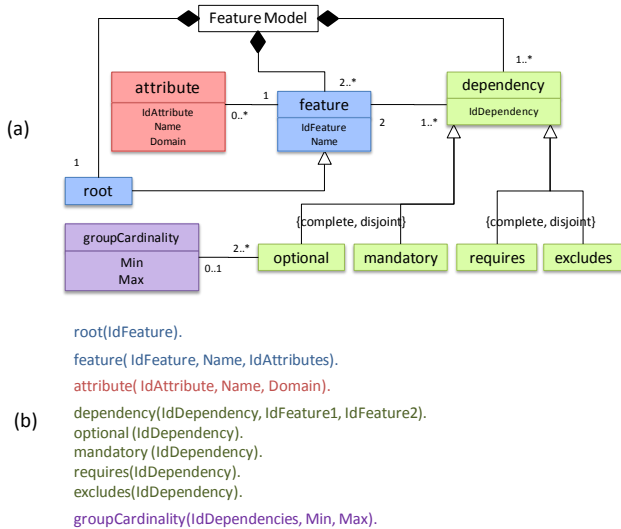 Feature Model
1..*
2..*
attribute
IdAttribute
Name
Domain
1
0..*
feature
IdFeature
Name
2
1..*
dependency
IdDependency
(a)
1
root
{complete, disjoint}
{complete, disjoint}
groupCardinality
Min
Max
2..*
0..1
optional
mandatory
requires
excludes
root(IdFeature).
feature( IdFeature, Name, IdAttributes).
attribute( IdAttribute, Name, Domain).
(b)
dependency(IdDependency, IdFeature1, IdFeature2).
optional (IdDependency).
mandatory (IdDependency).
requires(IdDependency).
excludes(IdDependency).
groupCardinality(IdDependencies, Min, Max).